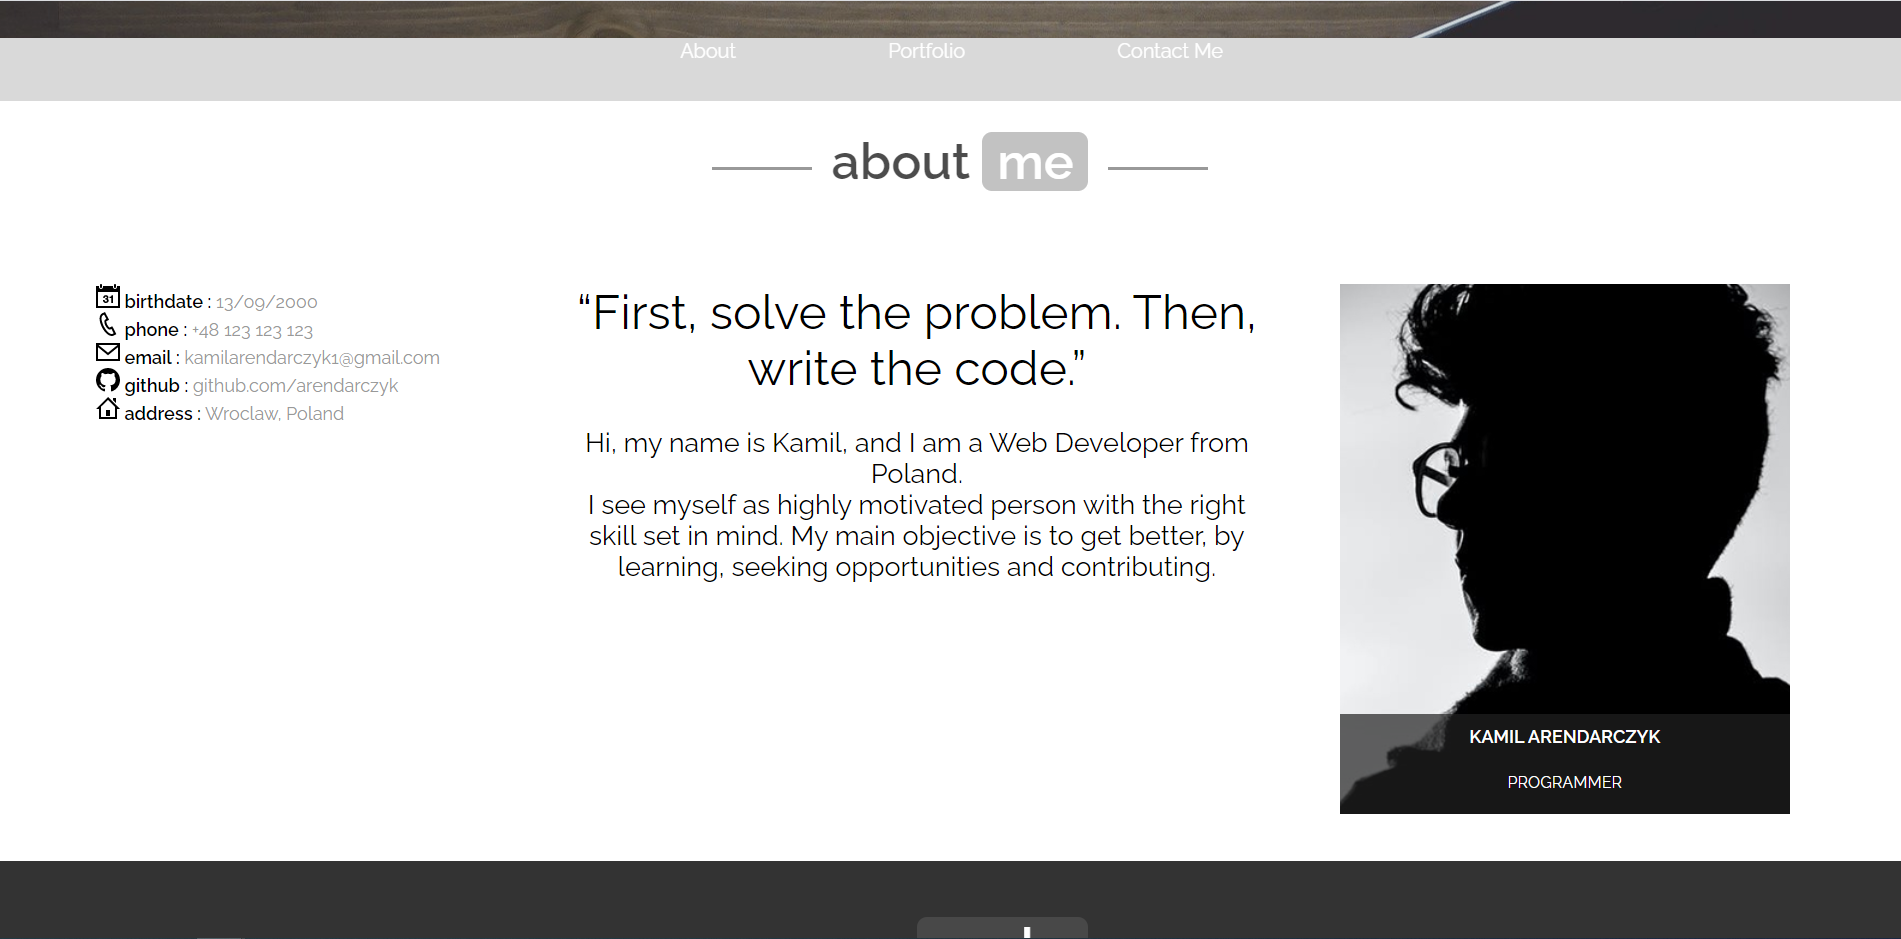 About Portfolio Contact Me
about me
31 birthdate : 13/09/2000
phone : +48 123 123 123
email : kamilarendarczyk1@gmail.com
github : github.com/arendarczyk
address : Wroclaw, Poland
“First, solve the problem. Then,
write the code.”
Hi, my name is Kamil, and I am a Web Developer from
Poland.
I see myself as highly motivated person with the right
skill set in mind. My main objective is to get better, by
learning, seeking opportunities and contributing.
KAMIL ARENDARCZYK
PROGRAMMER